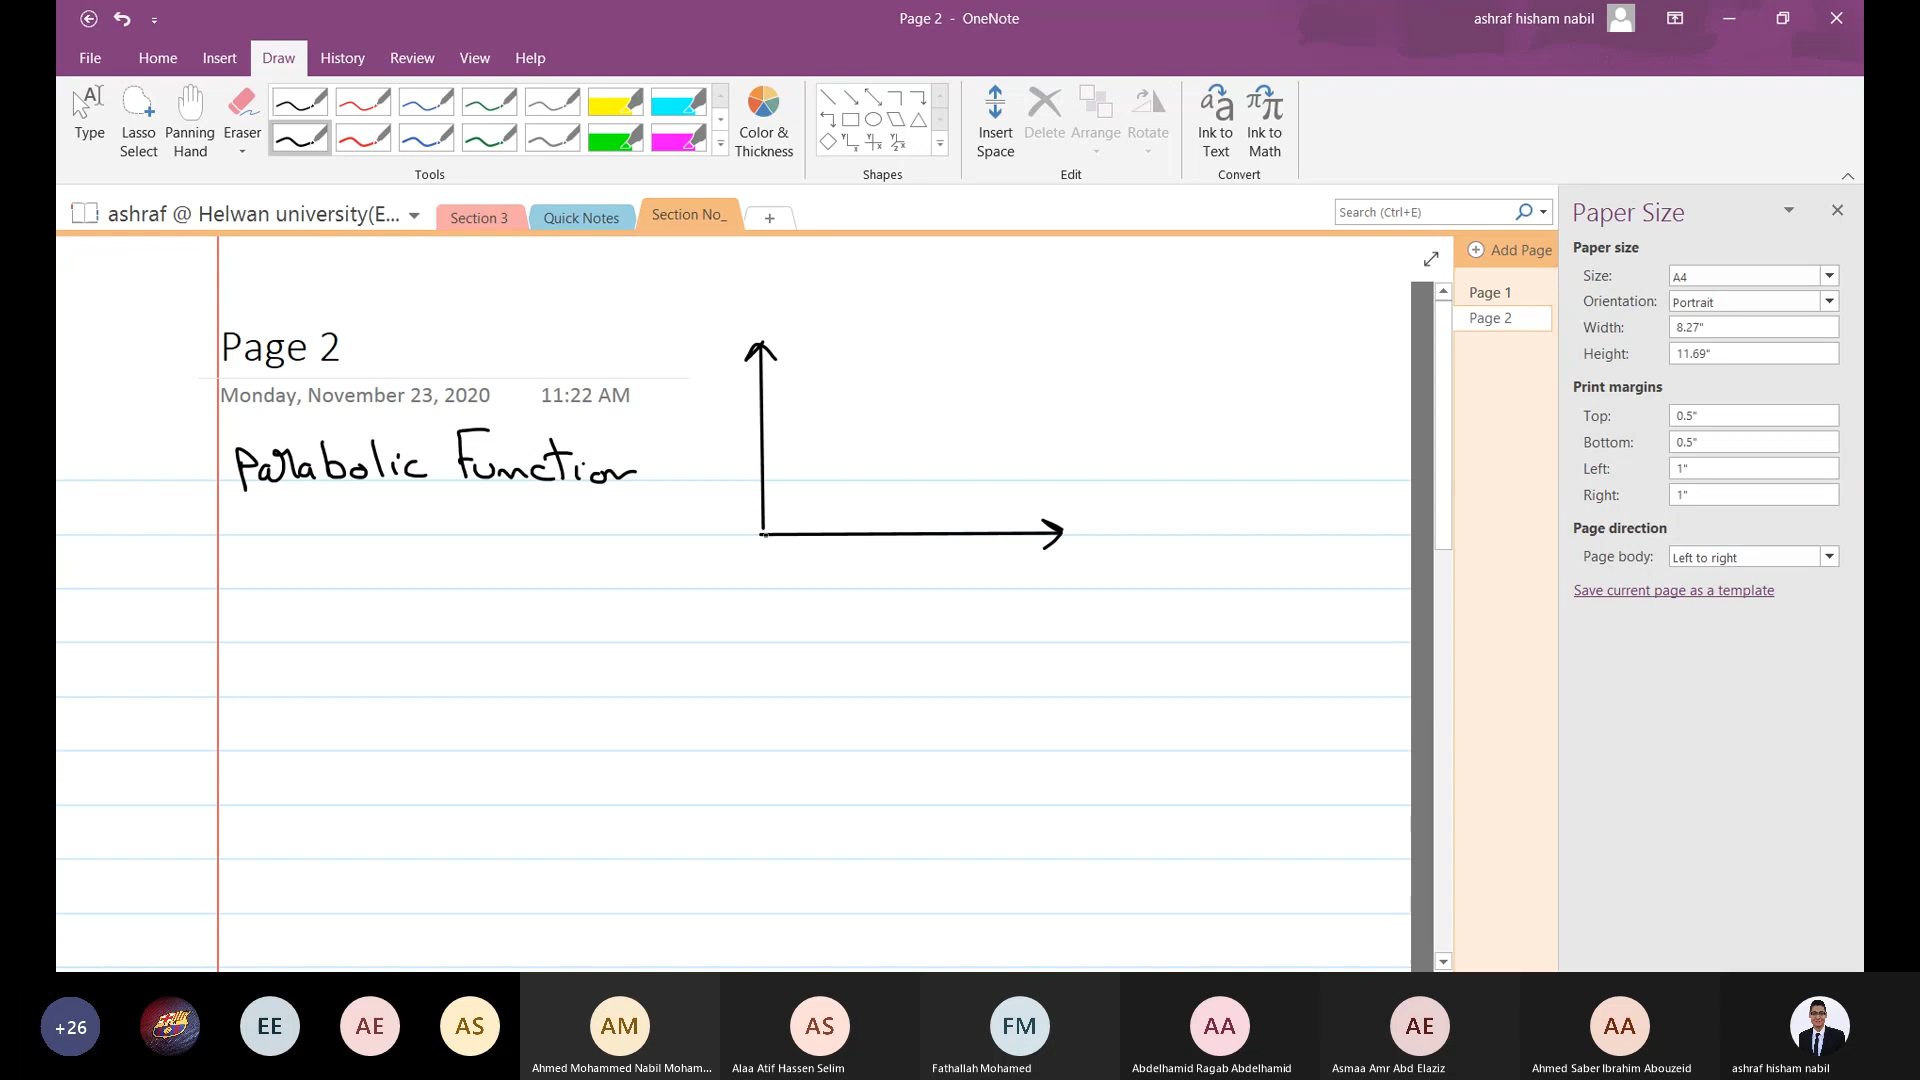 Page 2 - OneNote
ashraf hisham nabil
File Home Insert Draw History Review View Help
Type
Lasso Select
Panning Hand
Eraser
Color & Thickness
Insert Space
Delete
Arrange
Rotate
Ink to Text
Ink to Math
Tools
Shapes
Edit
Convert
ashraf @ Helwan university(E...
Section 3
Quick Notes
Section No_
Search (Ctrl+E)
Add Page
Page 1
Page 2
Page 2
Monday, November 23, 2020 11:22 AM
Parabolic Function
Paper Size
Paper size
Size: A4
Orientation: Portrait
Width: 8.27"
Height: 11.69"
Print margins
Top: 0.5"
Bottom: 0.5"
Left: 1"
Right: 1"
Page direction
Page body: Left to right
Save current page as a template
+26
EE
AE
AS
AM
AS
FM
AA
AE
AA
Ahmed Mohammed Nabil Moham...
Alaa Atif Hassen Selim
Fathallah Mohamed
Abdelhamid Ragab Abdelhamid
Asmaa Amr Abd Elaziz
Ahmed Saber Ibrahim Abouzeid
ashraf hisham nabil